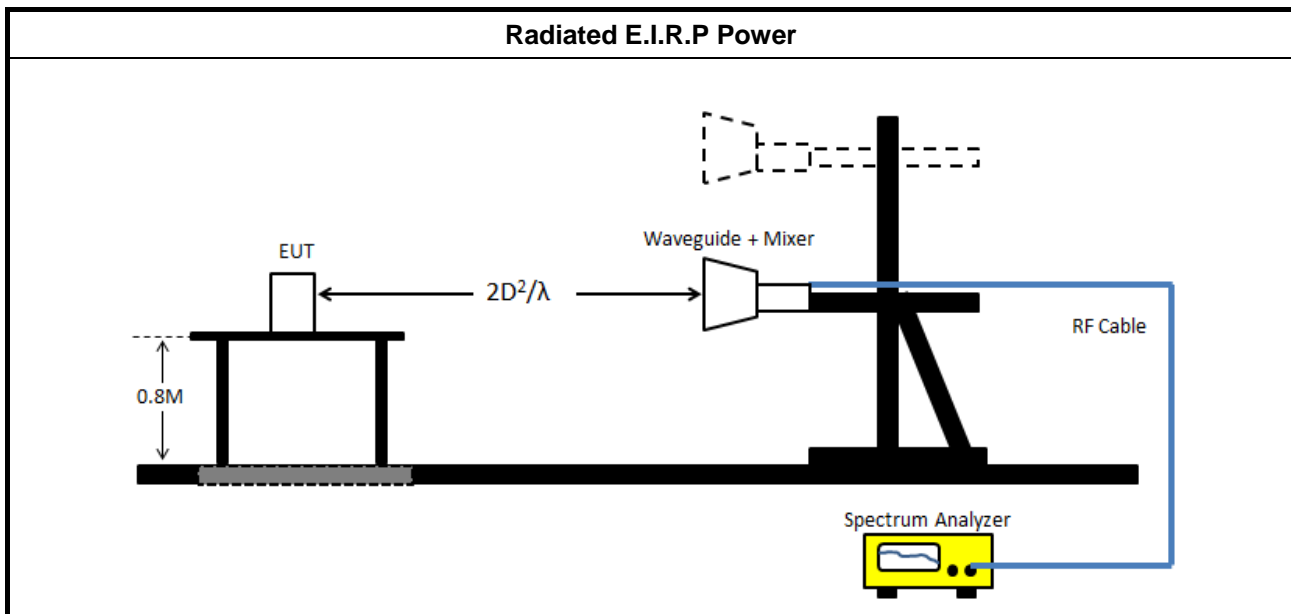 Radiated E.I.R.P Power
Waveguide + Mixer
EUT
2D²/λ
RF Cable
0.8M
Spectrum Analyzer